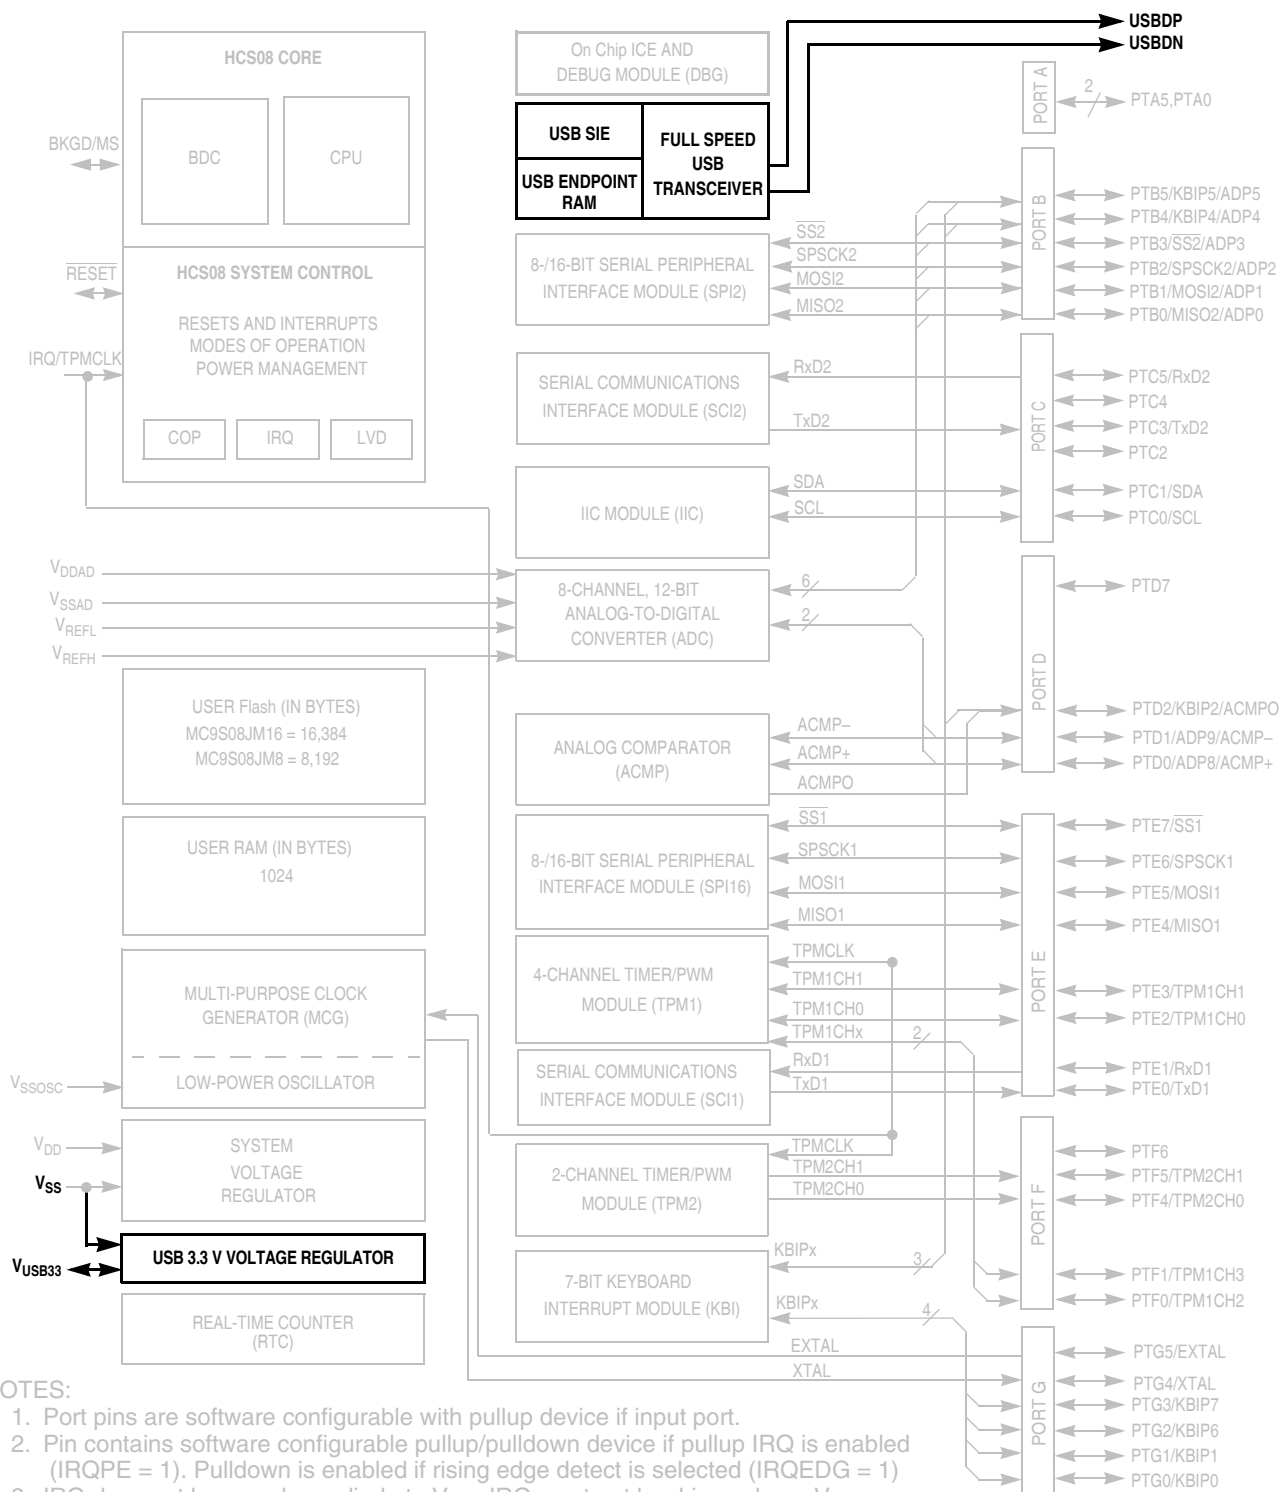 USBDP
USBDN
HCS08 CORE
BDC
CPU
BKGD/MS
HCS08 SYSTEM CONTROL
RESET
RESETS AND INTERRUPTS
MODES OF OPERATION
POWER MANAGEMENT
IRQ/TPMCLK
COP
IRQ
LVD
VDDAD
VSSAD
VREFL
VREFH
USER Flash (IN BYTES)
MC9S08JM16 = 16,384
MC9S08JM8 = 8,192
USER RAM (IN BYTES)
1024
MULTI-PURPOSE CLOCK
GENERATOR (MCG)
LOW-POWER OSCILLATOR
VSSOSC
VDD
VSS
SYSTEM
VOLTAGE
REGULATOR
USB 3.3 V VOLTAGE REGULATOR
VUSB33
REAL-TIME COUNTER
(RTC)
On Chip ICE AND
DEBUG MODULE (DBG)
USB SIE
USB ENDPOINT
RAM
FULL SPEED
USB
TRANSCEIVER
8-/16-BIT SERIAL PERIPHERAL
INTERFACE MODULE (SPI2)
SS2
SPSCK2
MOSI2
MISO2
SERIAL COMMUNICATIONS
INTERFACE MODULE (SCI2)
RxD2
TxD2
IIC MODULE (IIC)
SDA
SCL
8-CHANNEL, 12-BIT
ANALOG-TO-DIGITAL
CONVERTER (ADC)
6
2
ANALOG COMPARATOR
(ACMP)
ACMP–
ACMP+
ACMPO
8-/16-BIT SERIAL PERIPHERAL
INTERFACE MODULE (SPI16)
SS1
SPSCK1
MOSI1
MISO1
4-CHANNEL TIMER/PWM
MODULE (TPM1)
TPMCLK
TPM1CH1
TPM1CH0
TPM1CHx
2
SERIAL COMMUNICATIONS
INTERFACE MODULE (SCI1)
RxD1
TxD1
2-CHANNEL TIMER/PWM
MODULE (TPM2)
TPMCLK
TPM2CH1
TPM2CH0
7-BIT KEYBOARD
INTERRUPT MODULE (KBI)
KBIPx
3
KBIPx
4
EXTAL
XTAL
PORT A
2
PTA5,PTA0
PORT B
PTB5/KBIP5/ADP5
PTB4/KBIP4/ADP4
PTB3/SS2/ADP3
PTB2/SPSCK2/ADP2
PTB1/MOSI2/ADP1
PTB0/MISO2/ADP0
PORT C
PTC5/RxD2
PTC4
PTC3/TxD2
PTC2
PTC1/SDA
PTC0/SCL
PORT D
PTD7
PTD2/KBIP2/ACMPO
PTD1/ADP9/ACMP–
PTD0/ADP8/ACMP+
PORT E
PTE7/SS1
PTE6/SPSCK1
PTE5/MOSI1
PTE4/MISO1
PTE3/TPM1CH1
PTE2/TPM1CH0
PTE1/RxD1
PTE0/TxD1
PORT F
PTF6
PTF5/TPM2CH1
PTF4/TPM2CH0
PTF1/TPM1CH3
PTF0/TPM1CH2
PORT G
PTG5/EXTAL
PTG4/XTAL
PTG3/KBIP7
PTG2/KBIP6
PTG1/KBIP1
PTG0/KBIP0
OTES:
1. Port pins are software configurable with pullup device if input port.
2. Pin contains software configurable pullup/pulldown device if pullup IRQ is enabled
(IRQPE = 1). Pulldown is enabled if rising edge detect is selected (IRQEDG = 1)